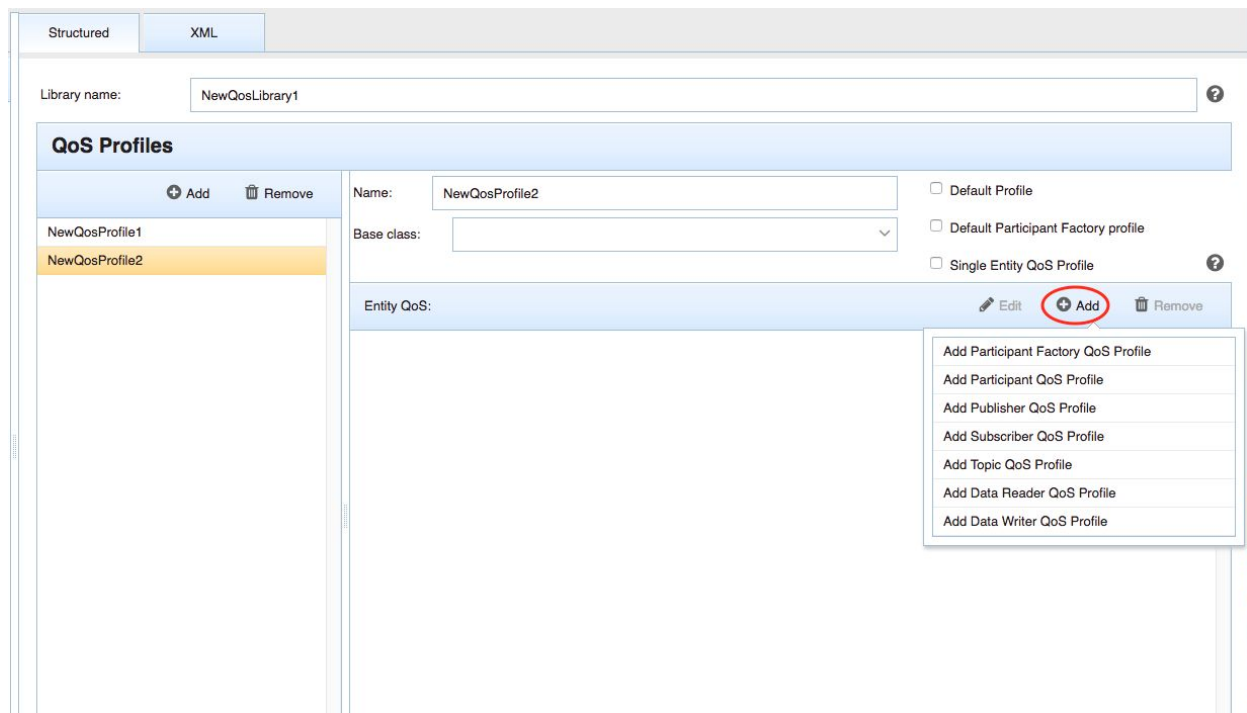 Structured XML
Library name: NewQosLibrary1
QoS Profiles
Add Remove
NewQosProfile1
NewQosProfile2
Name: NewQosProfile2
Base class:
Default Profile
Default Participant Factory profile
Single Entity QoS Profile
Entity QoS: Edit Add Remove
Add Participant Factory QoS Profile
Add Participant QoS Profile
Add Publisher QoS Profile
Add Subscriber QoS Profile
Add Topic QoS Profile
Add Data Reader QoS Profile
Add Data Writer QoS Profile